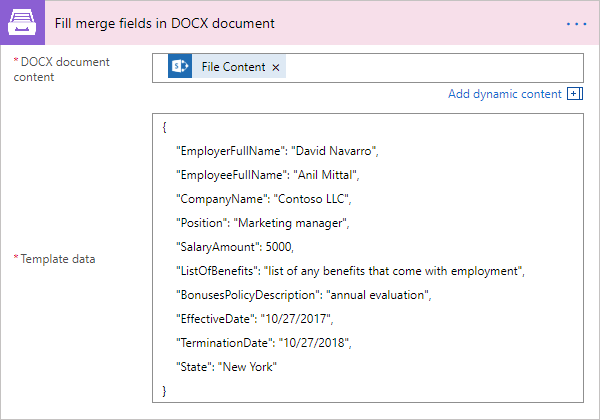 Fill merge fields in DOCX document
* DOCX document
content
File Content ×
Add dynamic content
* Template data
{
"EmployerFullName": "David Navarro",
"EmployeeFullName": "Anil Mittal",
"CompanyName": "Contoso LLC",
"Position": "Marketing manager",
"SalaryAmount": 5000,
"ListOfBenefits": "list of any benefits that come with employment",
"BonusesPolicyDescription": "annual evaluation",
"EffectiveDate": "10/27/2017",
"TerminationDate": "10/27/2018",
"State": "New York"
}